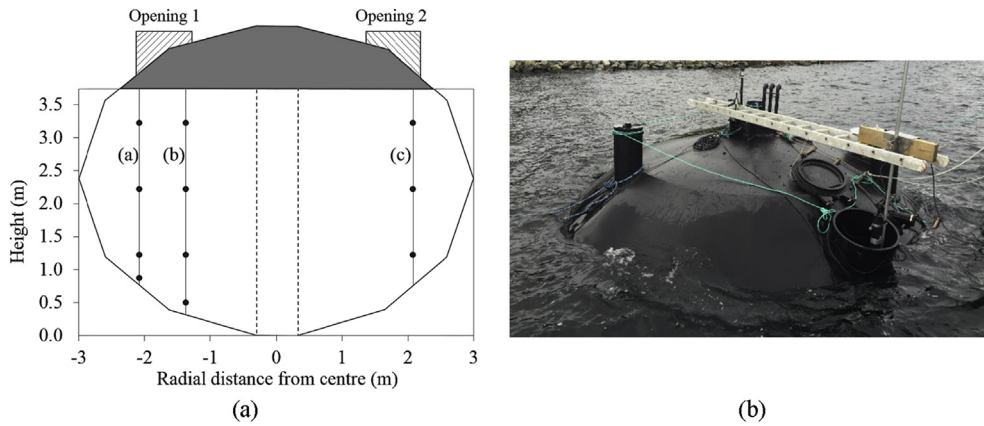 Opening 1
Opening 2
3.5
3.0
2.5
2.0
1.5
1.0
0.5
0.0
Height (m)
(a)
(b)
(c)
-3
-2
-1
0
1
2
3
Radial distance from centre (m)
(a)
(b)